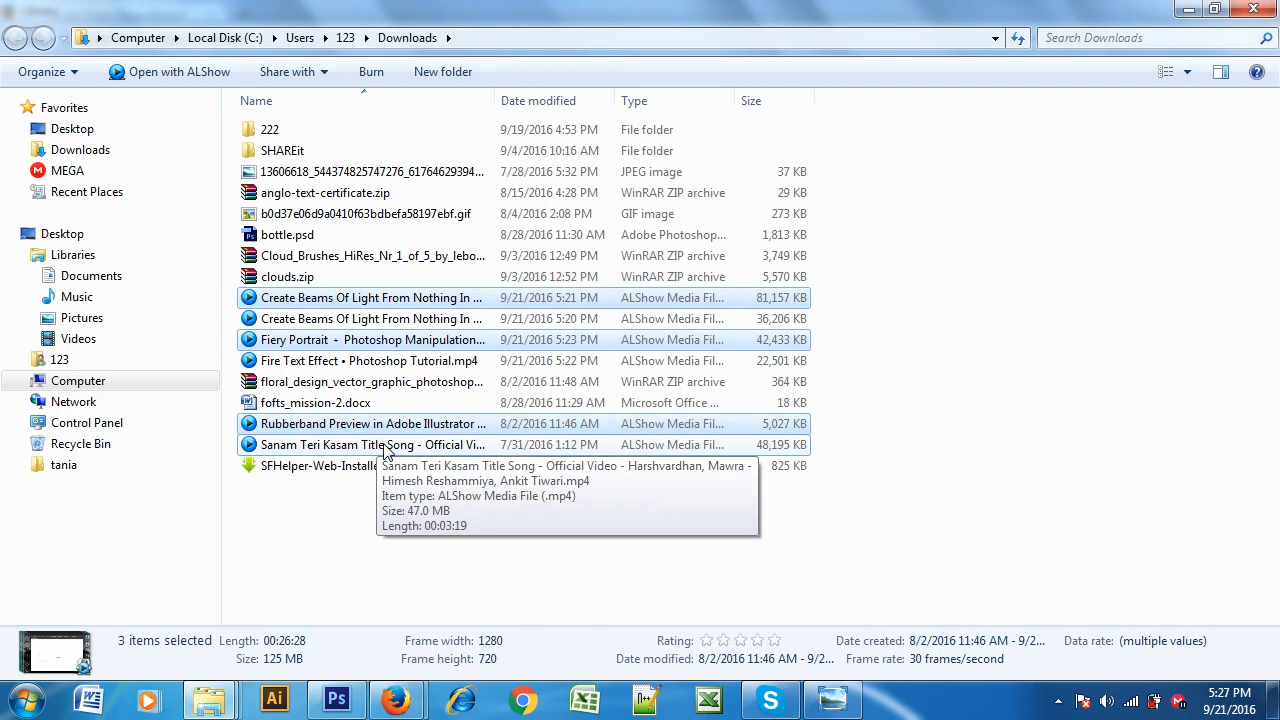 Computer Local Disk (C:) Users 123 Downloads
Search Downloads
Organize Open with ALShow Share with Burn New folder
Name Date modified Type Size
Favorites
Desktop
Downloads
MEGA
Recent Places
Desktop
Libraries
Documents
Music
Pictures
Videos
123
Computer
Network
Control Panel
Recycle Bin
tania
222 9/19/2016 4:53 PM File folder
SHAREit 9/4/2016 10:16 AM File folder
13606618_544374825747276_61764629394... 7/28/2016 5:32 PM JPEG image 37 KB
anglo-text-certificate.zip 8/15/2016 4:28 PM WinRAR ZIP archive 29 KB
b0d37e06d9a0410f63bdbefa58197ebf.gif 8/4/2016 2:08 PM GIF image 273 KB
bottle.psd 8/28/2016 11:30 AM Adobe Photoshop... 1,813 KB
Cloud_Brushes_HiRes_Nr_1_of_5_by_lebo... 9/3/2016 12:49 PM WinRAR ZIP archive 3,749 KB
clouds.zip 9/3/2016 12:52 PM WinRAR ZIP archive 5,570 KB
Create Beams Of Light From Nothing In ... 9/21/2016 5:21 PM ALShow Media Fil... 81,157 KB
Create Beams Of Light From Nothing In ... 9/21/2016 5:20 PM ALShow Media Fil... 36,206 KB
Fiery Portrait - Photoshop Manipulation... 9/21/2016 5:23 PM ALShow Media Fil... 42,433 KB
Fire Text Effect • Photoshop Tutorial.mp4 9/21/2016 5:22 PM ALShow Media Fil... 22,501 KB
floral_design_vector_graphic_photoshop... 8/2/2016 11:48 AM WinRAR ZIP archive 364 KB
fofts_mission-2.docx 8/28/2016 11:29 AM Microsoft Office ... 18 KB
Rubberband Preview in Adobe Illustrator ... 8/2/2016 11:46 AM ALShow Media Fil... 5,027 KB
Sanam Teri Kasam Title Song - Official Vi... 7/31/2016 1:12 PM ALShow Media Fil... 48,195 KB
SFHelper-Web-Installe 825 KB
Sanam Teri Kasam Title Song - Official Video - Harshvardhan, Mawra -
Himesh Reshammiya, Ankit Tiwari.mp4
Item type: ALShow Media File (.mp4)
Size: 47.0 MB
Length: 00:03:19
3 items selected Length: 00:26:28 Frame width: 1280 Rating: Date created: 8/2/2016 11:46 AM - 9/2... Data rate: (multiple values)
Size: 125 MB Frame height: 720 Date modified: 8/2/2016 11:46 AM - 9/2... Frame rate: 30 frames/second
Ai Ps
5:27 PM
9/21/2016